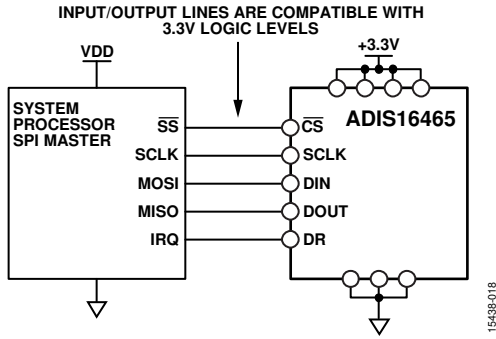 INPUT/OUTPUT LINES ARE COMPATIBLE WITH
3.3V LOGIC LEVELS
VDD
+3.3V
SYSTEM
PROCESSOR
SPI MASTER
ADIS16465
SS
CS
SCLK
SCLK
MOSI
DIN
MISO
DOUT
IRQ
DR
15438-018